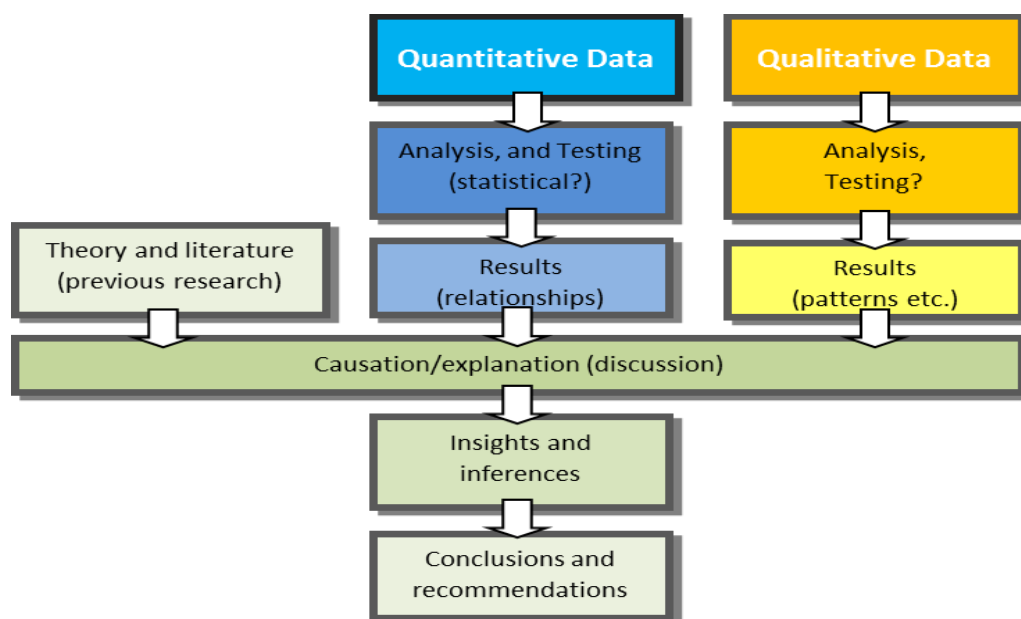 Quantitative Data
Qualitative Data
Analysis, and Testing
(statistical?)
Analysis,
Testing?
Theory and literature
(previous research)
Results
(relationships)
Results
(patterns etc.)
Causation/explanation (discussion)
Insights and
inferences
Conclusions and
recommendations